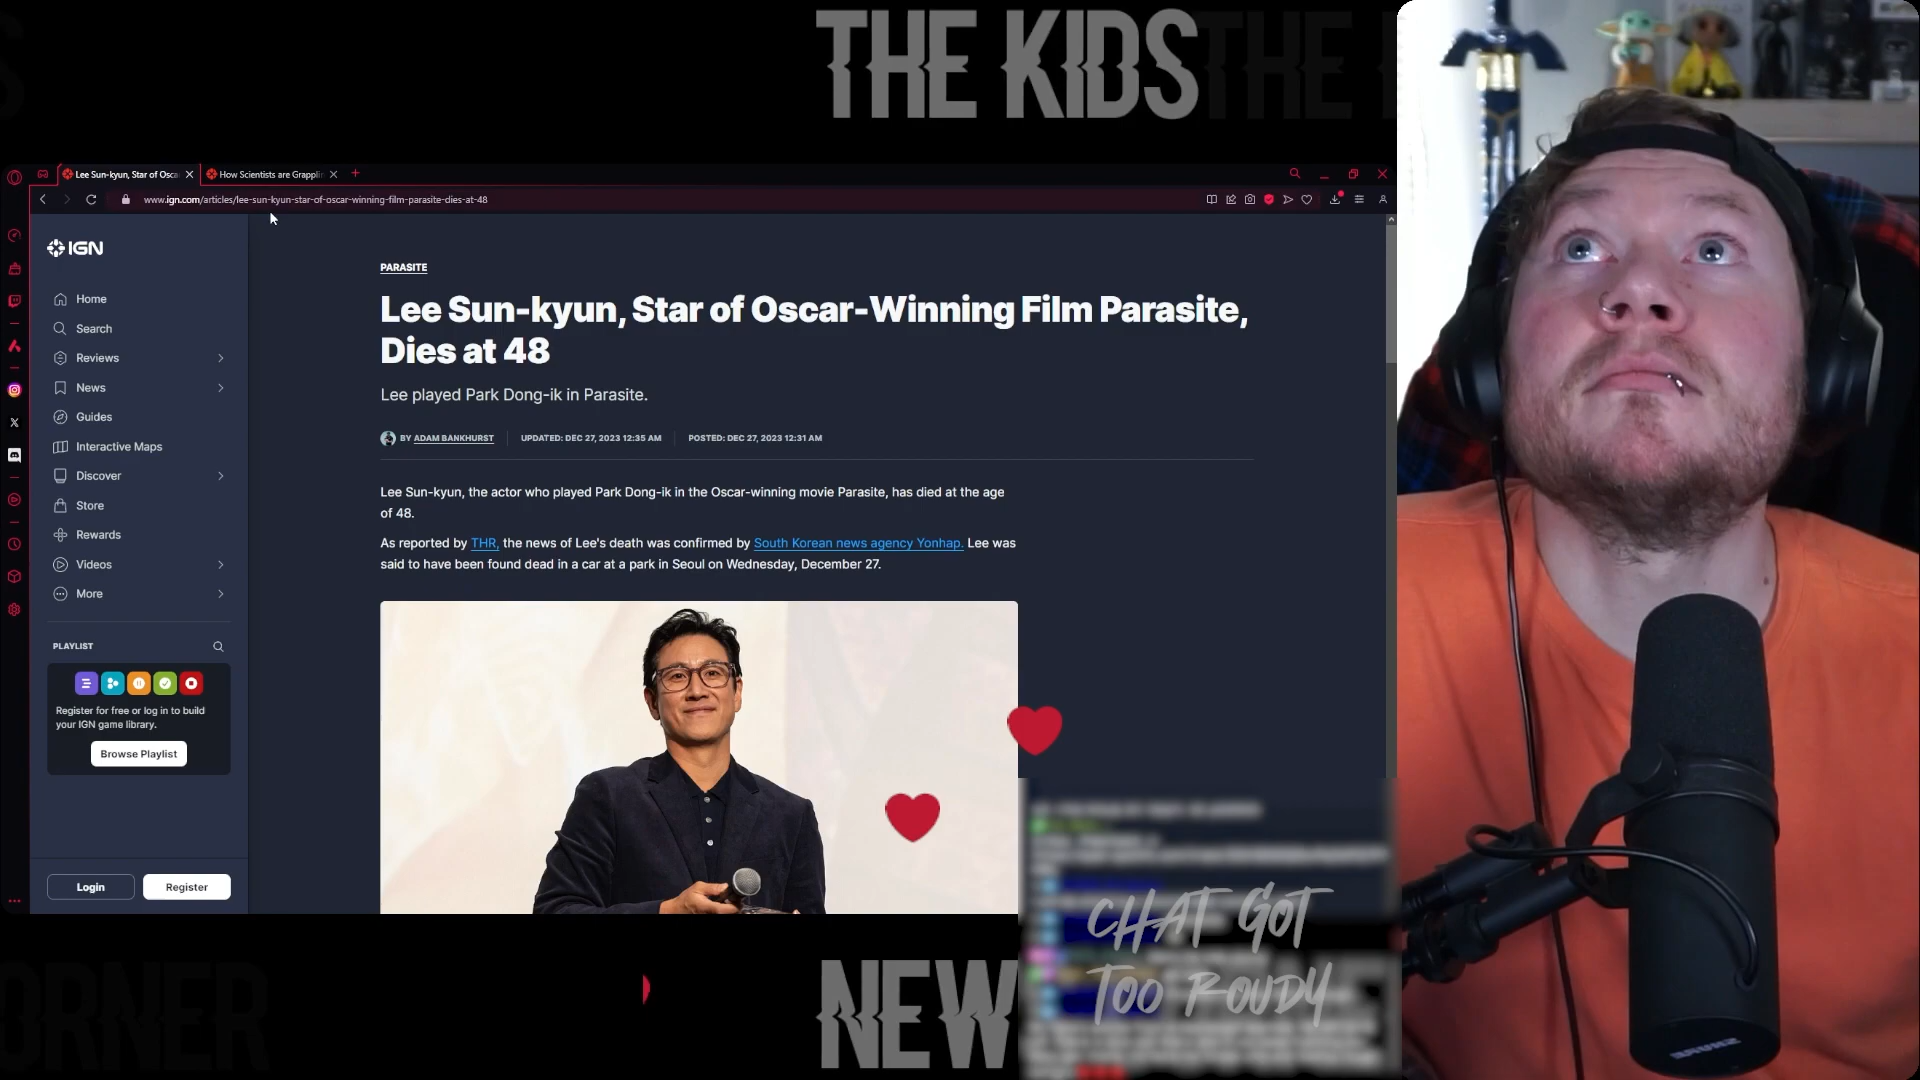 THE KIDS
THE
Lee Sun-kyun, Star of Osca
How Scientists are Grapplin
www.ign.com/articles/lee-sun-kyun-star-of-oscar-winning-film-parasite-dies-at-48
IGN
Home
Search
Reviews
News
Guides
Interactive Maps
Discover
Store
Rewards
Videos
More
PLAYLIST
Register for free or log in to build
your IGN game library.
Browse Playlist
Login
Register
PARASITE
Lee Sun-kyun, Star of Oscar-Winning Film Parasite,
Dies at 48
Lee played Park Dong-ik in Parasite.
BY ADAM BANKHURST
UPDATED: DEC 27, 2023 12:35 AM
POSTED: DEC 27, 2023 12:31 AM
Lee Sun-kyun, the actor who played Park Dong-ik in the Oscar-winning movie Parasite, has died at the age
of 48.
As reported by THR, the news of Lee's death was confirmed by South Korean news agency Yonhap. Lee was
said to have been found dead in a car at a park in Seoul on Wednesday, December 27.
CHAT GOT
TOO ROUDY
ORNER
NEW
SHURE